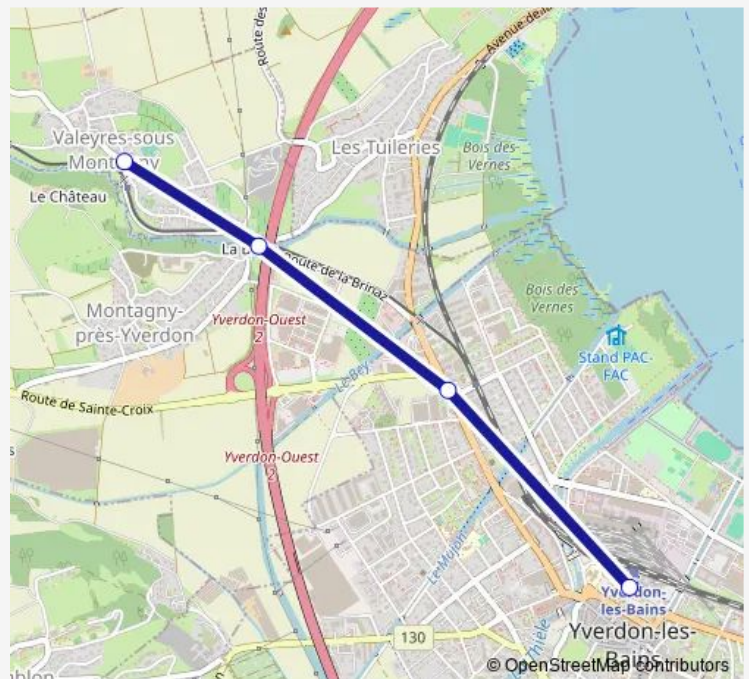 Avenue de
Route des
Valeyres-sous
Les Tuileries
Bois des
Vernes
Le Château
Route de la Brinaz
Bois des
Vernes
Montagny-
près-Yverdon
Yverdon-Ouest
2
Stand PAC-
FAC
Le Bey
Route de Sainte-Croix
Yverdon-Ouest
2
Le Mujon
Thièle
Yverdon-
les-Bains
130
Yverdon-les-
Bains
© OpenStreetMap contributors